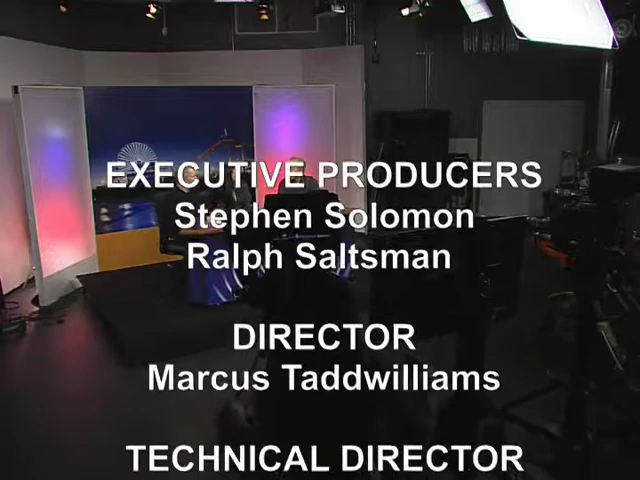 EXECUTIVE PRODUCERS
Stephen Solomon
Ralph Saltsman
DIRECTOR
Marcus Taddwilliams
TECHNICAL DIRECTOR